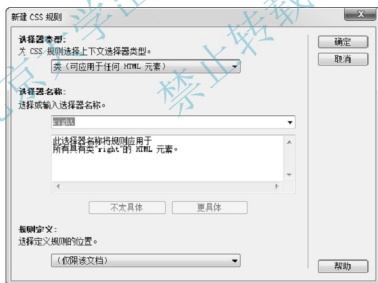 新建 CSS 规则
选择器类型:
为 CSS 规则选择上下文选择器类型。
类（可应用于任何 HTML 元素）
确定
取消
选择器名称:
选择或输入选择器名称。
right
此选择器名称将规则应用于
所有具有类“right”的 HTML 元素。
不太具体
更具体
规则定义:
选择定义规则的位置。
（仅限该文档）
帮助